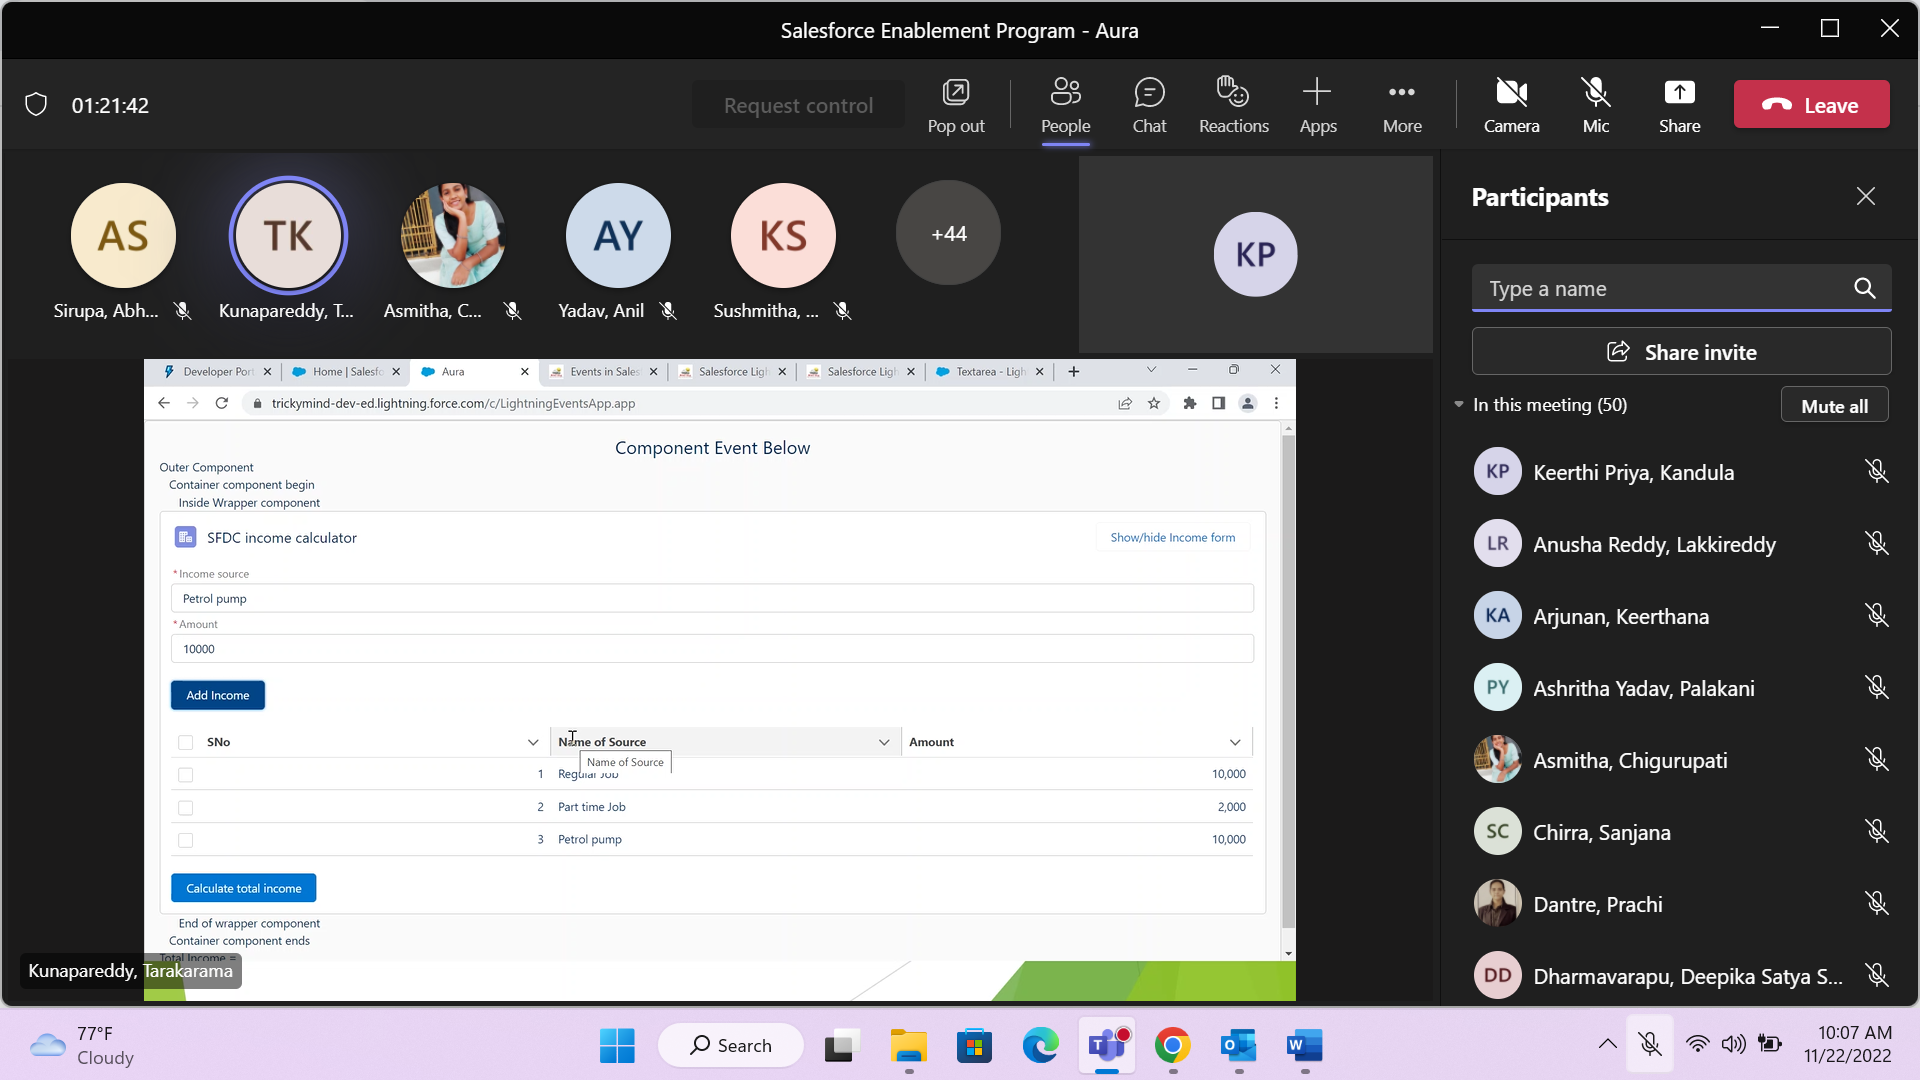 Salesforce Enablement Program - Aura
01:21:42
Request control
Pop out
People
Chat
Reactions
Apps
More
Camera
Mic
Share
Leave
AS
TK
AY
KS
+44
KP
Sirupa, Abh...
Kunapareddy, T...
Asmitha, C...
Yadav, Anil
Sushmitha, ...
Developer Port
Home | Salesfo
Aura
Events in Sales
Salesforce Ligh
Salesforce Ligh
Textarea - Ligh
trickymind-dev-ed.lightning.force.com/c/LightningEventsApp.app
Component Event Below
Outer Component
Container component begin
Inside Wrapper component
SFDC income calculator
Show/hide Income form
*Income source
Petrol pump
*Amount
10000
Add Income
SNo
Name of Source
Amount
Name of Source
1 Regular Job 10,000
2 Part time Job 2,000
3 Petrol pump 10,000
Calculate total income
End of wrapper component
Container component ends
Total Income =
Kunapareddy, Tarakarama
Participants
Type a name
Share invite
In this meeting (50)
Mute all
KP Keerthi Priya, Kandula
LR Anusha Reddy, Lakkireddy
KA Arjunan, Keerthana
PY Ashritha Yadav, Palakani
Asmitha, Chigurupati
SC Chirra, Sanjana
Dantre, Prachi
DD Dharmavarapu, Deepika Satya S...
77°F
Cloudy
Search
10:07 AM
11/22/2022